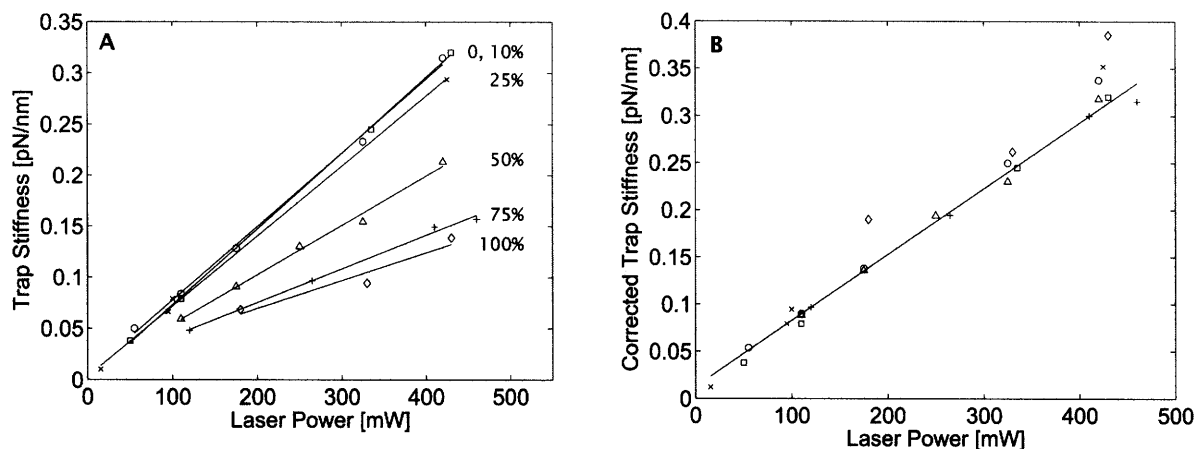 A
Trap Stiffness [pN/nm]
0.35
0.3
0.25
0.2
0.15
0.1
0.05
0
0, 10%
25%
50%
75%
100%
0 100 200 300 400 500
Laser Power [mW]
B
Corrected Trap Stiffness [pN/nm]
0.4
0.35
0.3
0.25
0.2
0.15
0.1
0.05
0
0 100 200 300 400 500
Laser Power [mW]